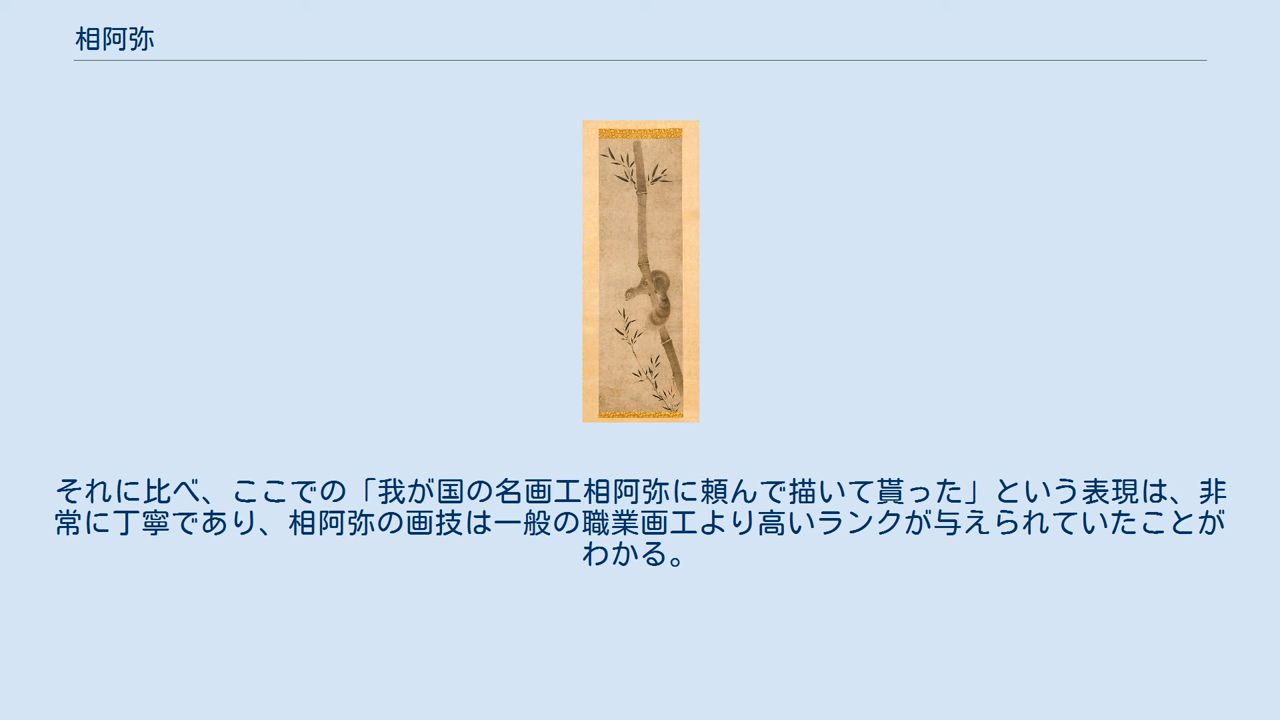 相阿弥
それに比べ、ここでの「我が国の名画工相阿弥に頼んで描いて貰った」という表現は、非
常に丁寧であり、相阿弥の画技は一般の職業画工より高いランクが与えられていたことが
わかる。